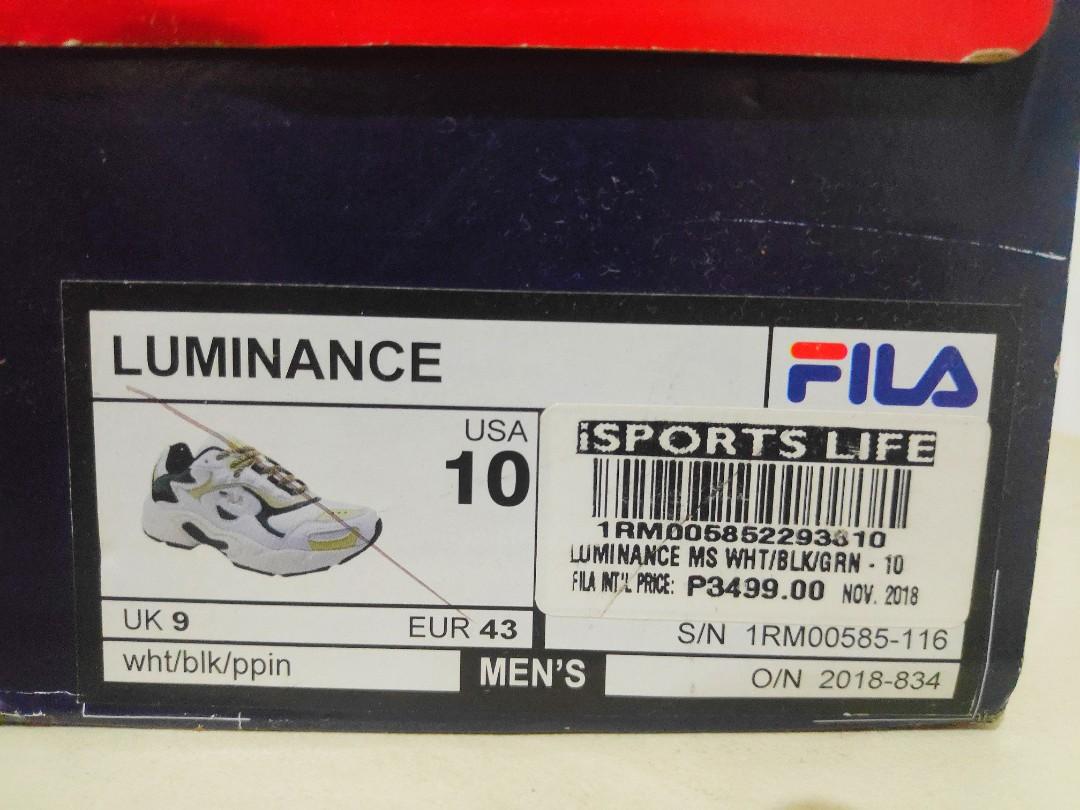 LUMINANCE
FILA
USA
10
iSPORTS LIFE
LUMINANCE MS WHT/BLK/GRN - 10
FILA INT'L PRICE: P3499.00 NOV. 2018
UK 9
EUR 43
S/N 1RM00585-116
wht/blk/ppin
MEN'S
O/N 2018-834